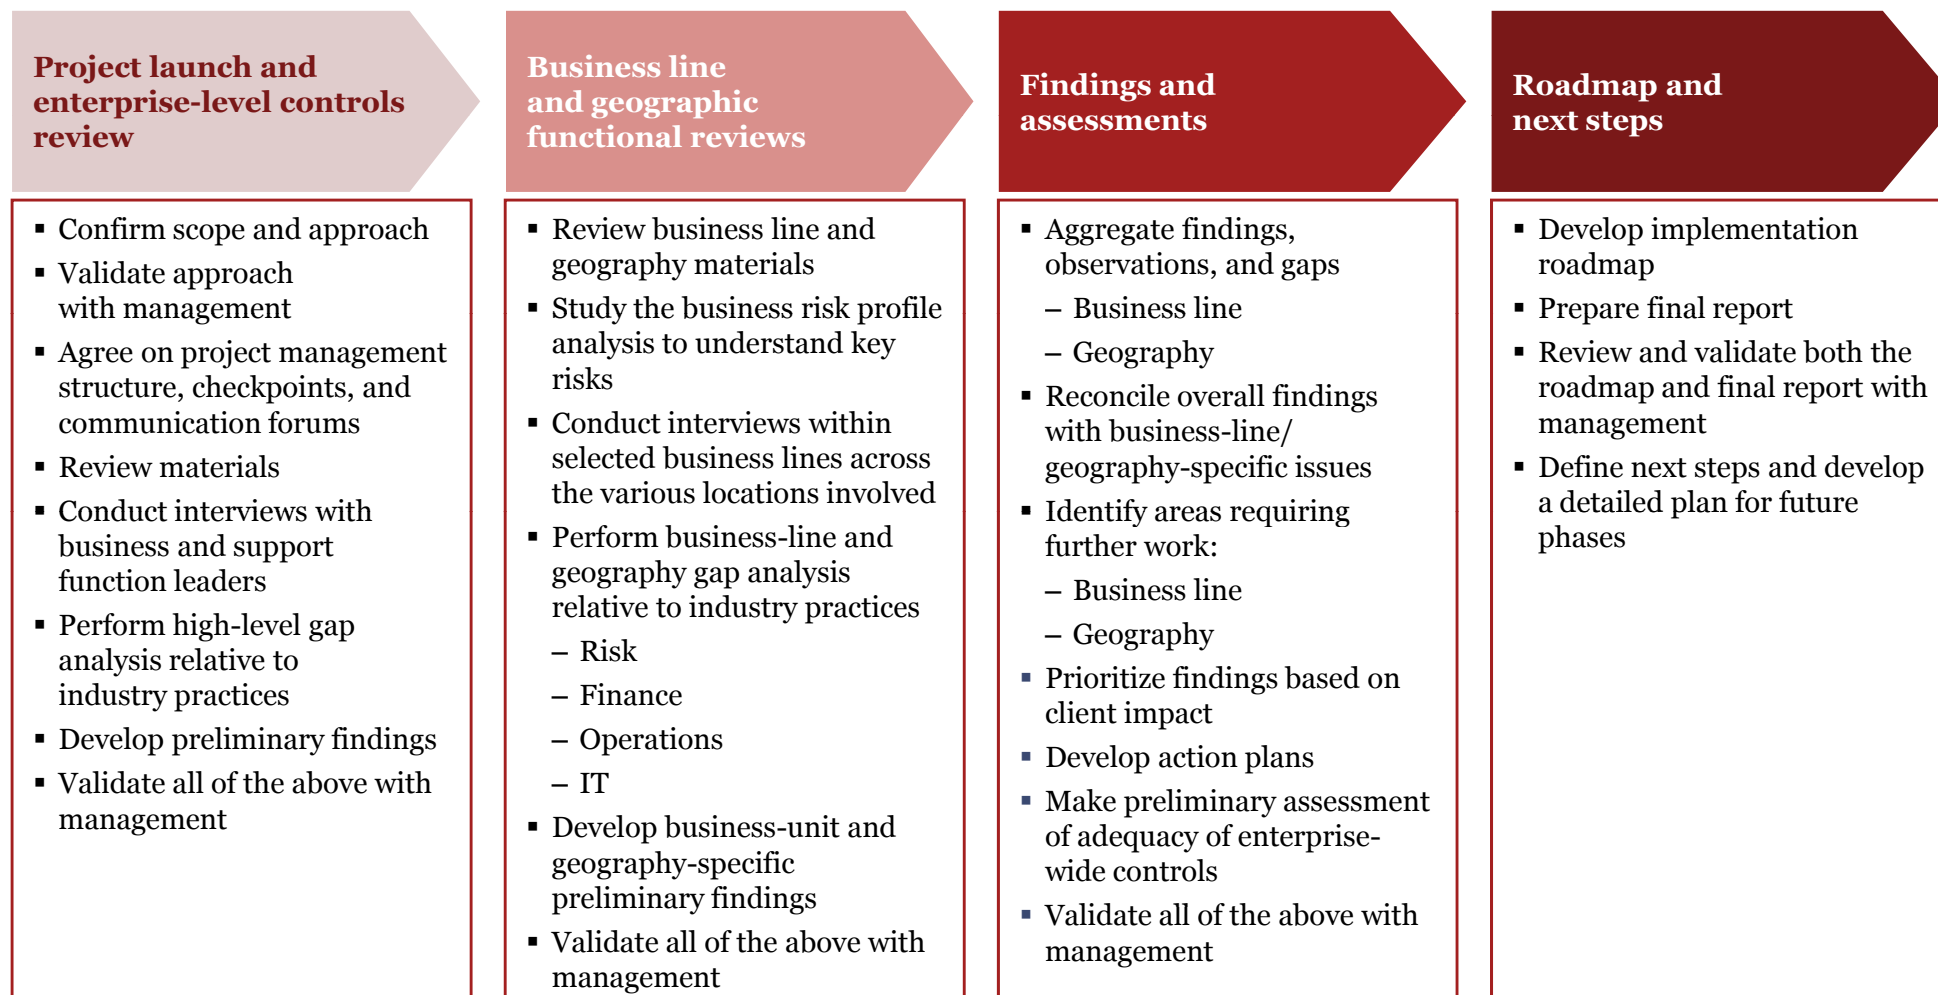 Project launch and
enterprise-level controls
review
▪ Confirm scope and approach
▪ Validate approach
with management
▪ Agree on project management
structure, checkpoints, and
communication forums
▪ Review materials
▪ Conduct interviews with
business and support
function leaders
▪ Perform high-level gap
analysis relative to
industry practices
▪ Develop preliminary findings
▪ Validate all of the above with
management
Business line
and geographic
functional reviews
▪ Review business line and
geography materials
▪ Study the business risk profile
analysis to understand key
risks
▪ Conduct interviews within
selected business lines across
the various locations involved
▪ Perform business-line and
geography gap analysis
relative to industry practices
– Risk
– Finance
– Operations
– IT
▪ Develop business-unit and
geography-specific
preliminary findings
▪ Validate all of the above with
management
Findings and
assessments
▪ Aggregate findings,
observations, and gaps
– Business line
– Geography
▪ Reconcile overall findings
with business-line/
geography-specific issues
▪ Identify areas requiring
further work:
– Business line
– Geography
▪ Prioritize findings based on
client impact
▪ Develop action plans
▪ Make preliminary assessment
of adequacy of enterprise-
wide controls
▪ Validate all of the above with
management
Roadmap and
next steps
▪ Develop implementation
roadmap
▪ Prepare final report
▪ Review and validate both the
roadmap and final report with
management
▪ Define next steps and develop
a detailed plan for future
phases